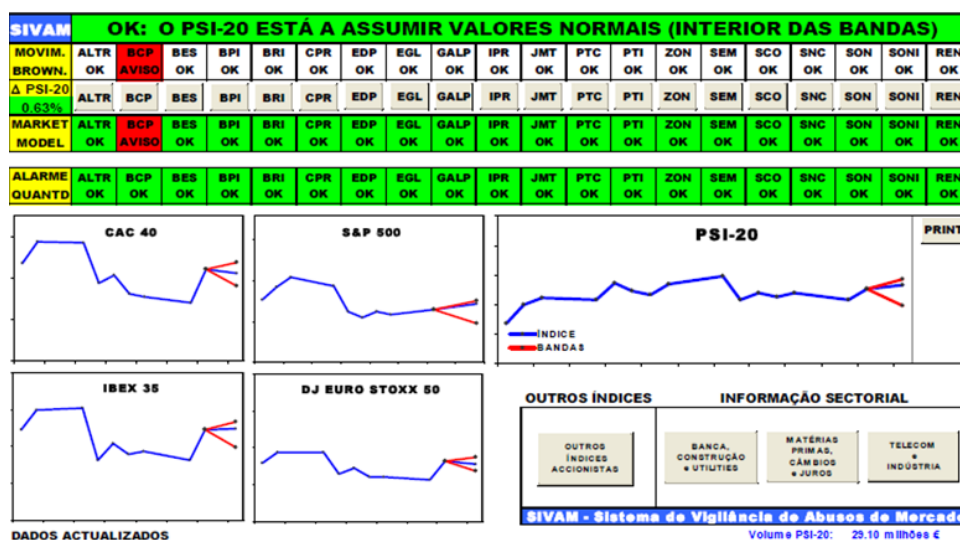 SIVAM OK: O PSI-20 ESTÁ A ASSUMIR VALORES NORMAIS (INTERIOR DAS BANDAS)
MOVIM. ALTR BCP BES BPI BRI CPR EDP EGL GALP IPR JMT PTC PTI ZON SEM SCO SNC SON SONI REN
BROWN. OK AVISO OK OK OK OK OK OK OK OK OK OK OK OK OK OK OK OK OK OK
Δ PSI-20
0.63%
ALTR BCP BES BPI BRI CPR EDP EGL GALP IPR JMT PTC PTI ZON SEM SCO SNC SON SONI REN
MARKET ALTR BCP BES BPI BRI CPR EDP EGL GALP IPR JMT PTC PTI ZON SEM SCO SNC SON SONI REN
MODEL OK AVISO OK OK OK OK OK OK OK OK OK OK OK OK OK OK OK OK OK OK
ALARME ALTR BCP BES BPI BRI CPR EDP EGL GALP IPR JMT PTC PTI ZON SEM SCO SNC SON SONI REN
QUANTD OK OK OK OK OK OK OK OK OK OK OK OK OK OK OK OK OK OK OK OK
CAC 40
S&P 500
PSI-20
PRINT
ÍNDICE
BANDAS
IBEX 35
DJ EURO STOXX 50
OUTROS ÍNDICES
INFORMAÇÃO SECTORIAL
OUTROS
ÍNDICES
ACCIONISTAS
BANCA,
CONSTRUÇÃO
e UTILITIES
MATÉRIAS
PRIMAS,
CÂMBIOS
e JUROS
TELECOM
e
INDÚSTRIA
SIVAM - Sistema de Vigilância de Abusos de Mercado
DADOS ACTUALIZADOS
Volume PSI-20: 29.10 milhões €